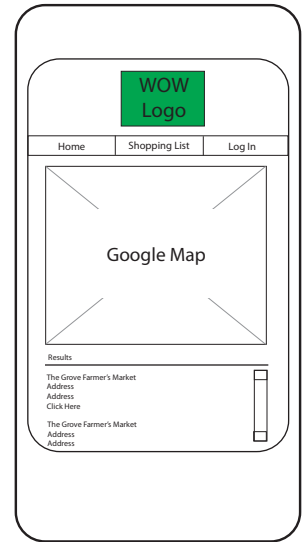 WOW
Logo
Home Shopping List Log In
Google Map
Results
The Grove Farmer's Market
Address
Address
Click Here
The Grove Farmer's Market
Address
Address